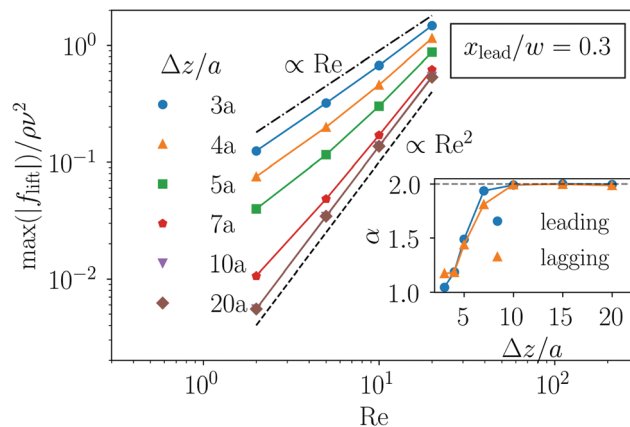 x_lead/w = 0.3
Δz/a
3a
4a
5a
7a
10a
20a
∝ Re
∝ Re²
max(|f_lift|)/ρν²
10⁰
10⁻¹
10⁻²
10⁰ 10¹ 10²
Re
2.0
1.5
1.0
α
leading
lagging
5 10 15 20
Δz/a